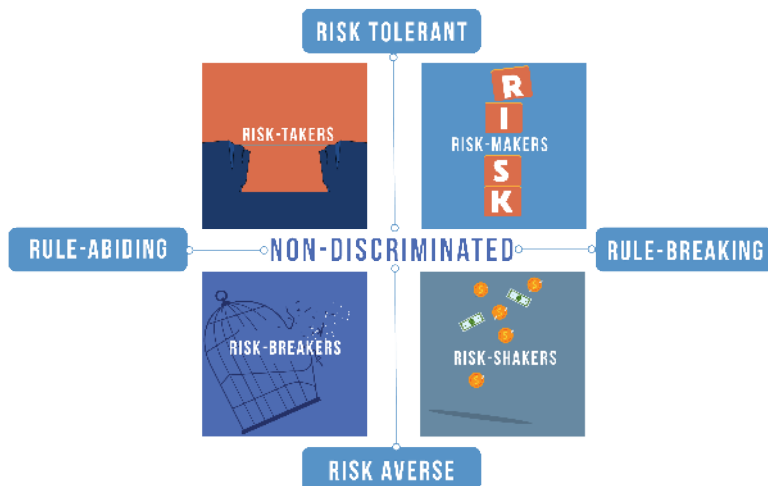 RISK TOLERANT
RISK-TAKERS
R
I
RISK-MAKERS
S
K
RULE-ABIDING
NON-DISCRIMINATED
RULE-BREAKING
RISK-BREAKERS
RISK-SHAKERS
RISK AVERSE